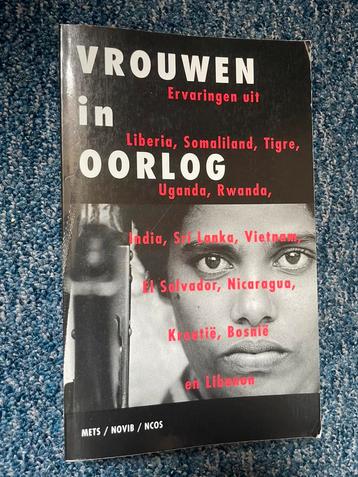 VROUWEN
Ervaringen uit
in
Liberia, Somaliland, Tigre,
OORLOG
Uganda, Rwanda,
India, Sri Lanka, Vietnam,
El Salvador, Nicaragua,
Kroatië, Bosnië
en Libanon
METS / NOVIB / NCOS